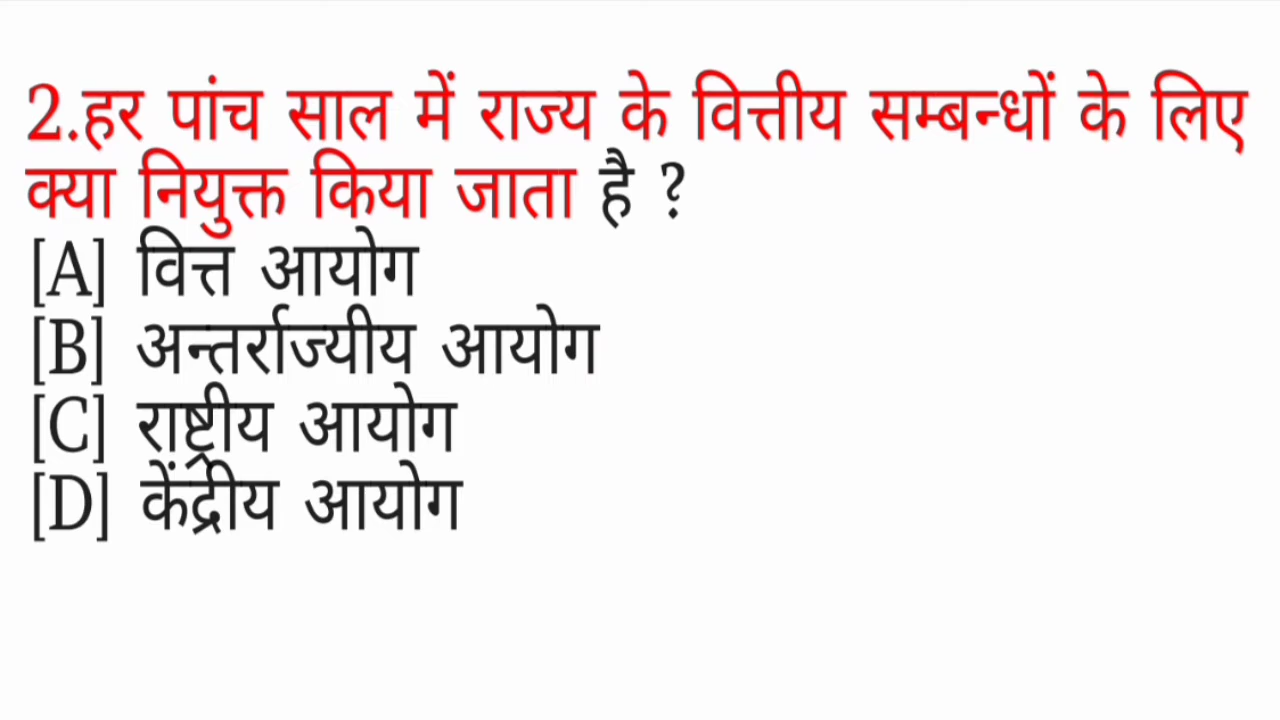 2.हर पांच साल में राज्य के वित्तीय सम्बन्धों के लिए
क्या नियुक्त किया जाता है ?
[A] वित्त आयोग
[B] अन्तर्राज्यीय आयोग
[C] राष्ट्रीय आयोग
[D] केंद्रीय आयोग